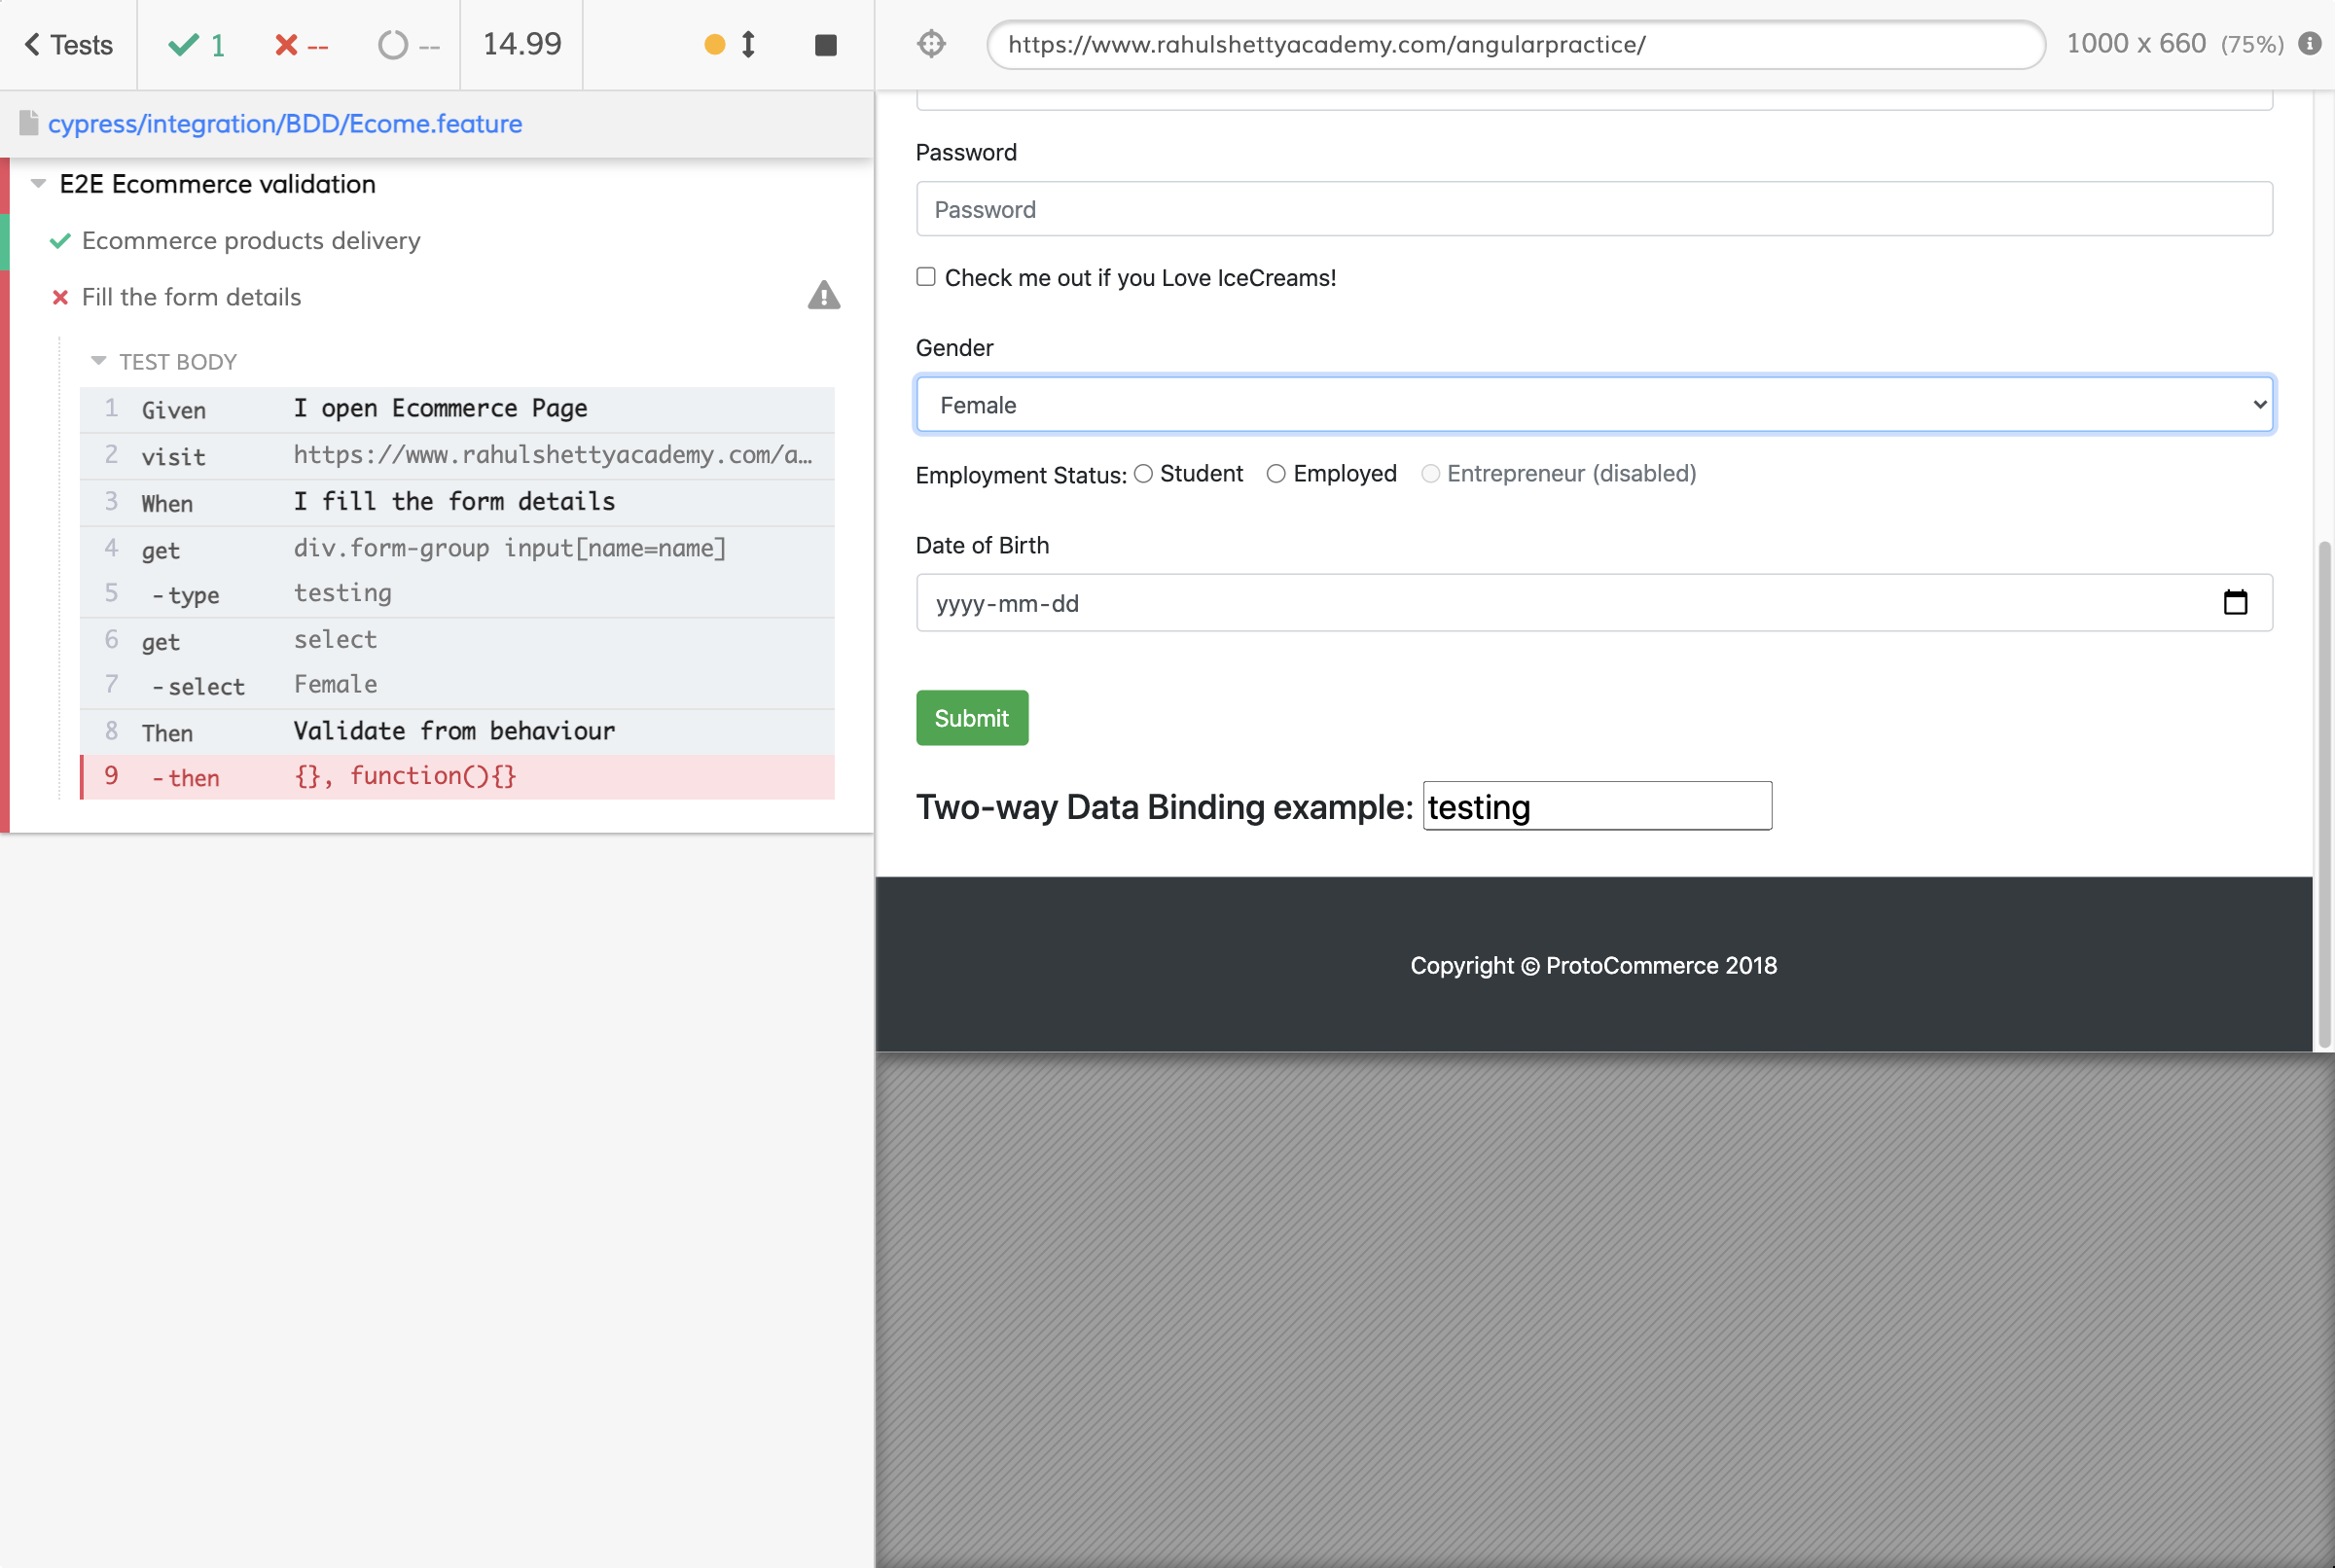 Tests
1
--
--
14.99
https://www.rahulshettyacademy.com/angularpractice/
1000 x 660 (75%)
cypress/integration/BDD/Ecome.feature
E2E Ecommerce validation
Ecommerce products delivery
Fill the form details
TEST BODY
1 Given I open Ecommerce Page
2 visit https://www.rahulshettyacademy.com/a...
3 When I fill the form details
4 get div.form-group input[name=name]
5 -type testing
6 get select
7 -select Female
8 Then Validate from behaviour
9 -then {}, function(){}
Password
Password
Check me out if you Love IceCreams!
Gender
Female
Employment Status: Student Employed Entrepreneur (disabled)
Date of Birth
yyyy-mm-dd
Submit
Two-way Data Binding example: testing
Copyright © ProtoCommerce 2018